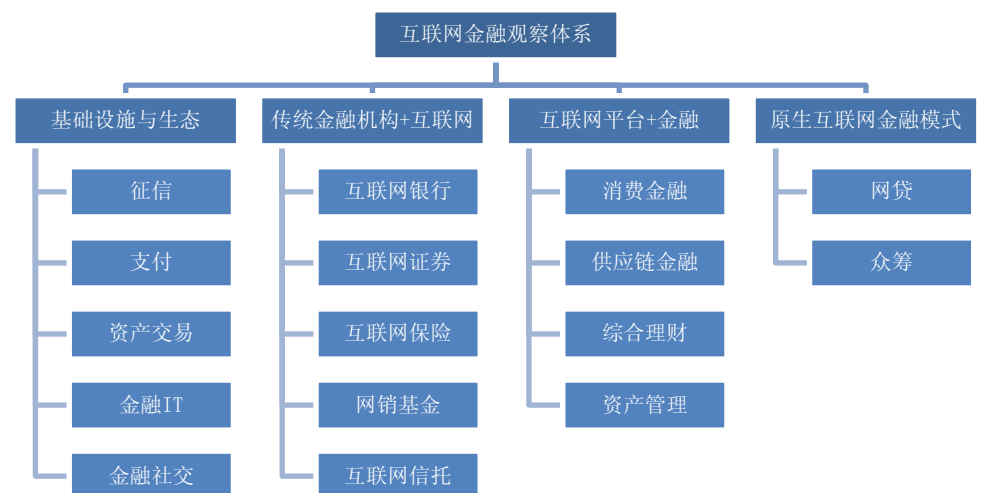 互联网金融观察体系
基础设施与生态
征信
支付
资产交易
金融IT
金融社交
传统金融机构+互联网
互联网银行
互联网证券
互联网保险
网销基金
互联网信托
互联网平台+金融
消费金融
供应链金融
综合理财
资产管理
原生互联网金融模式
网贷
众筹